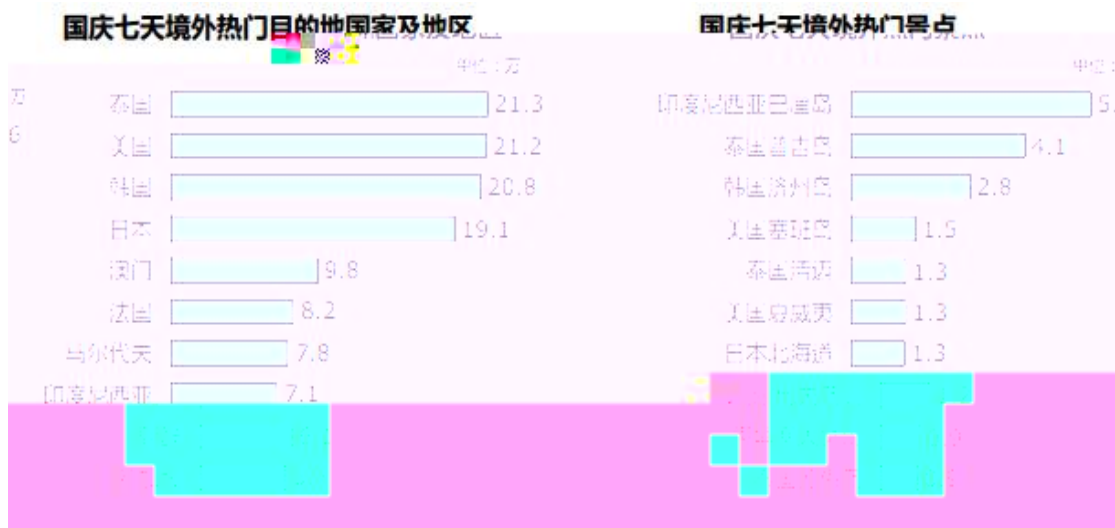 国庆七天境外热门目的地国家及地区
单位：万
泰国 21.3
美国 21.2
韩国 20.8
日本 19.1
澳门 9.8
法国 8.2
马尔代夫 7.8
印度尼西亚 7.1
国庆七天境外热门景点
单位：
印度尼西亚巴厘岛 5.
泰国普吉岛 4.1
韩国济州岛 2.8
美国塞班岛 1.5
泰国清迈 1.3
美国夏威夷 1.3
日本北海道 1.3